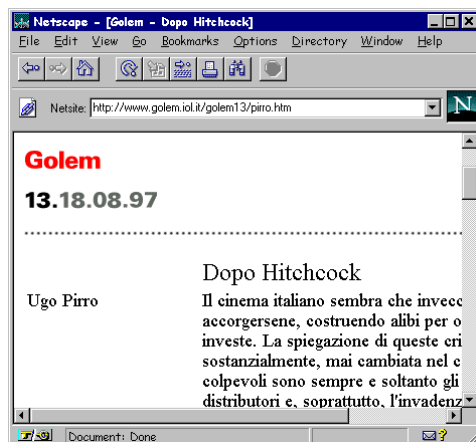 Netscape - [Golem - Dopo Hitchcock]
File Edit View Go Bookmarks Options Directory Window Help
Netsite: http://www.golem.iol.it/golem13/pirro.htm
N
Golem
13.18.08.97
Dopo Hitchcock
Ugo Pirro
Il cinema italiano sembra che invecc
accorgersene, costruendo alibi per o
investe. La spiegazione di queste cri
sostanzialmente, mai cambiata nel c
colpevoli sono sempre e soltanto gli
distributori e, soprattutto, l'invadenz
Document: Done
?